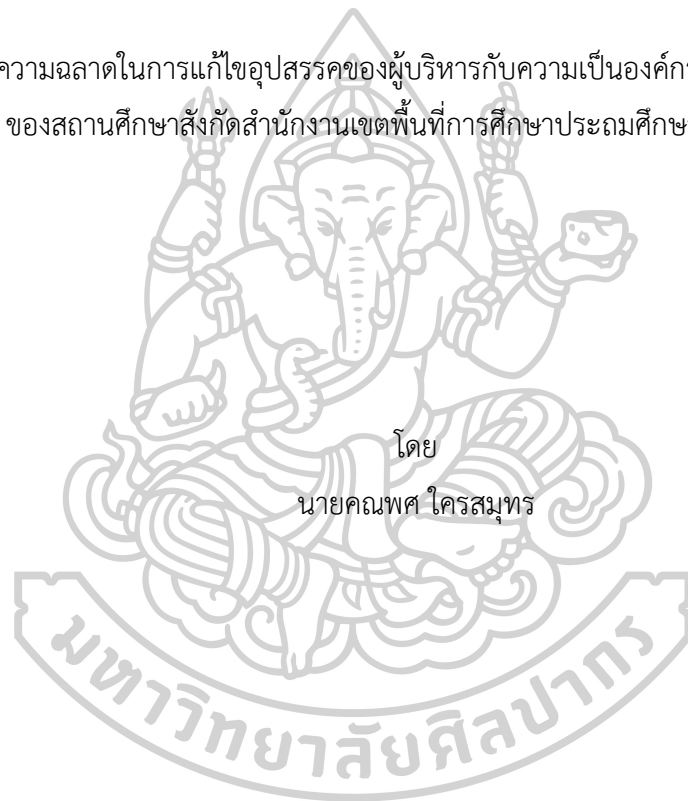 ความฉลาดในการแก้ไขอุปสรรคของผู้บริหารกับความเป็นองค์กร
ของสถานศึกษาสังกัดสำนักงานเขตพื้นที่การศึกษาประถมศึกษา
โดย
นายคณพศ ใครสมุทร
มหาวิทยาลัยศิลปากร